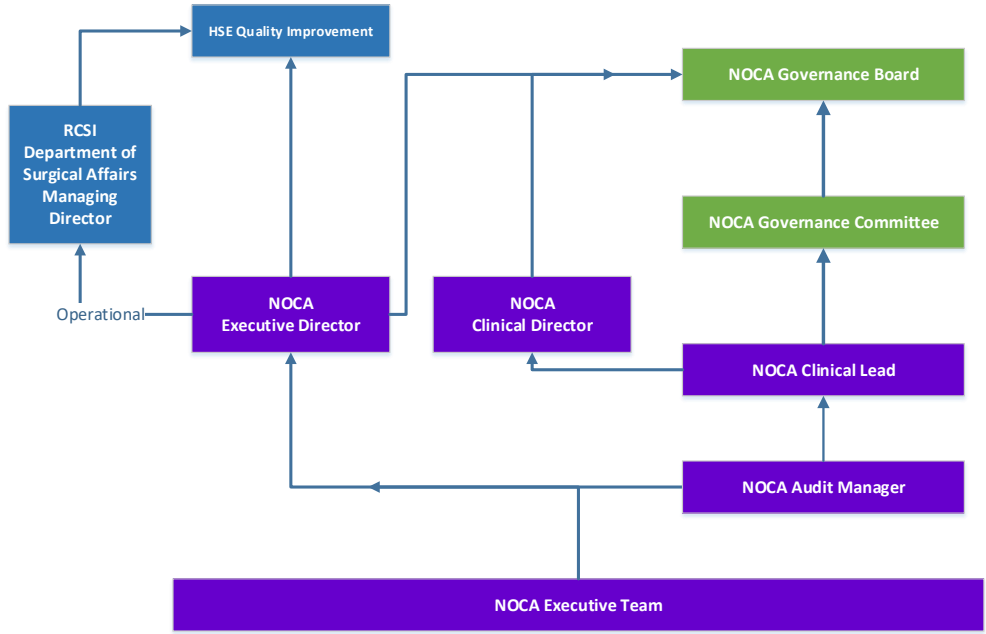 HSE Quality Improvement
NOCA Governance Board
RCSI
Department of
Surgical Affairs
Managing
Director
NOCA Governance Committee
Operational
NOCA
Executive Director
NOCA
Clinical Director
NOCA Clinical Lead
NOCA Audit Manager
NOCA Executive Team